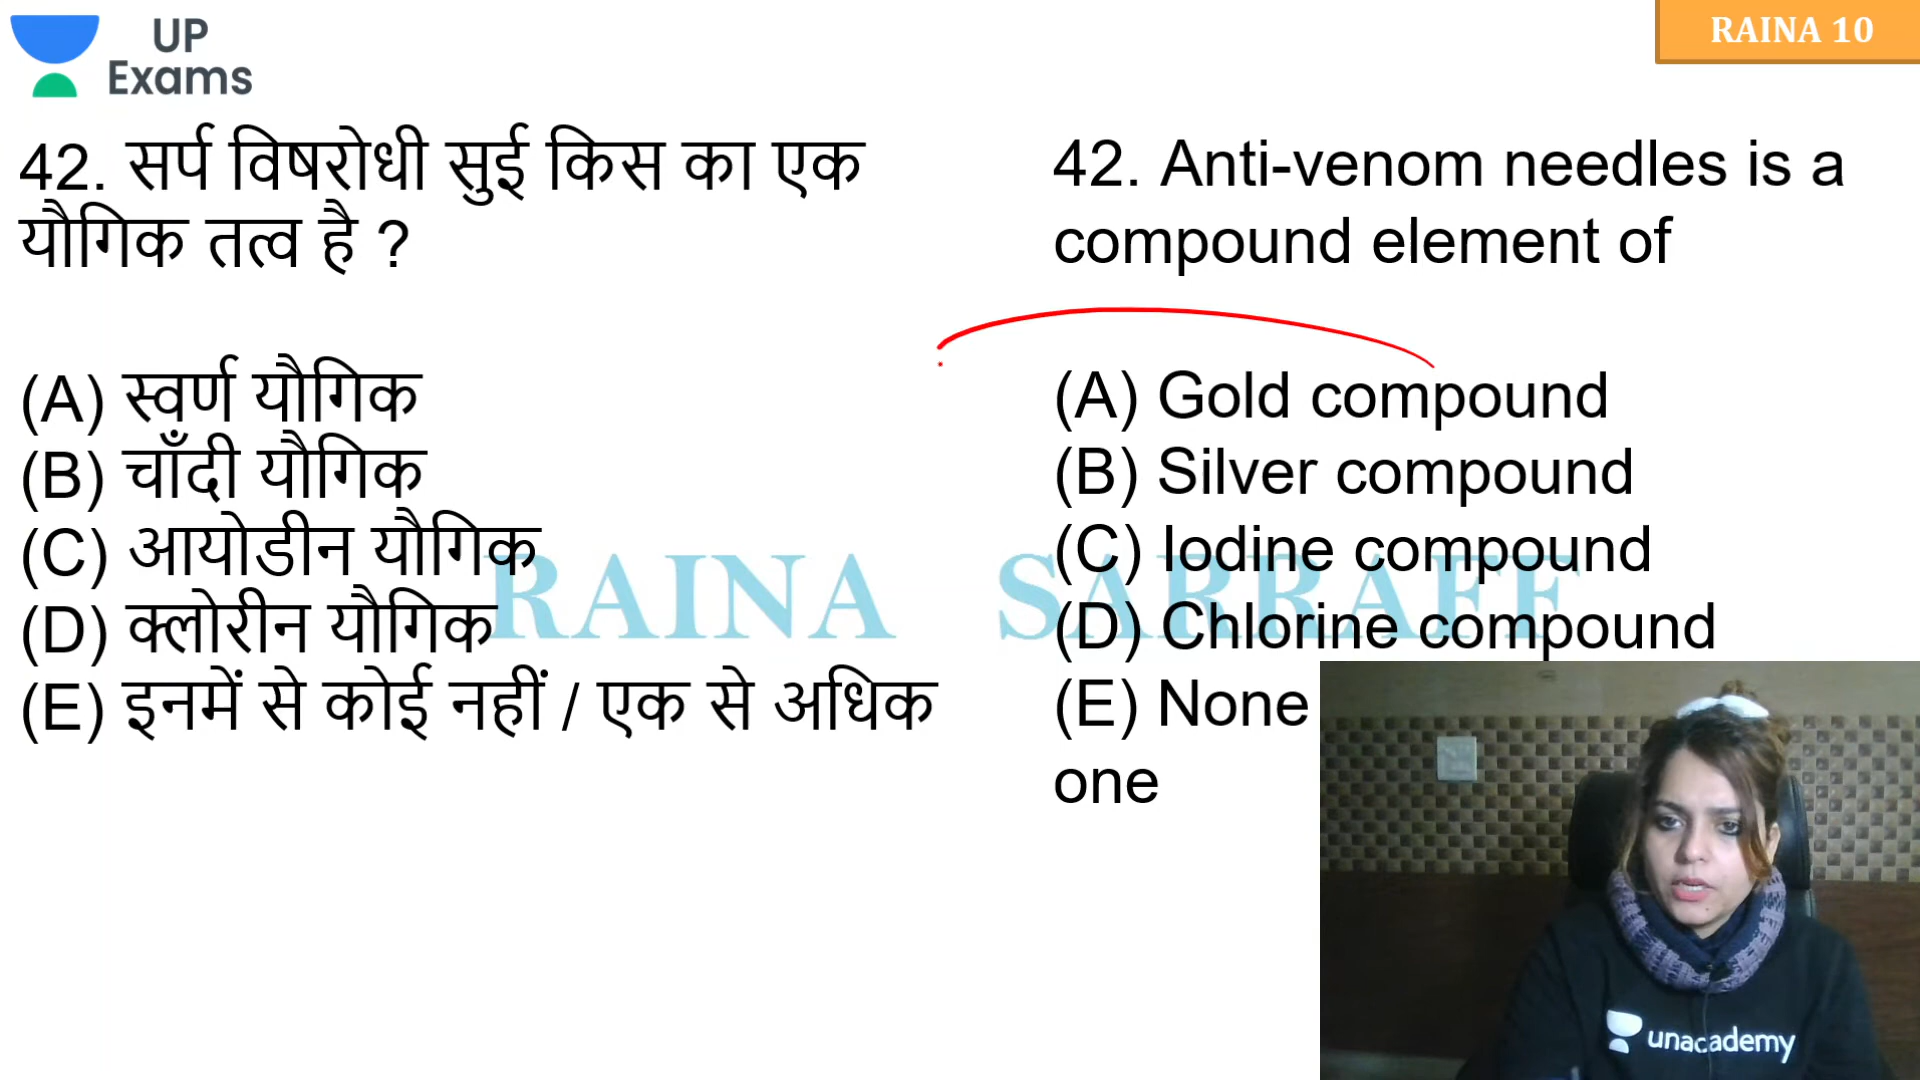 UP
Exams
RAINA 10
42. सर्प विषरोधी सुई किस का एक
यौगिक तत्व है ?
(A) स्वर्ण यौगिक
(B) चाँदी यौगिक
(C) आयोडीन यौगिक
(D) क्लोरीन यौगिक
(E) इनमें से कोई नहीं / एक से अधिक
42. Anti-venom needles is a
compound element of
(A) Gold compound
(B) Silver compound
(C) Iodine compound
(D) Chlorine compound
(E) None
one
RAINA SARRAFF
unacademy